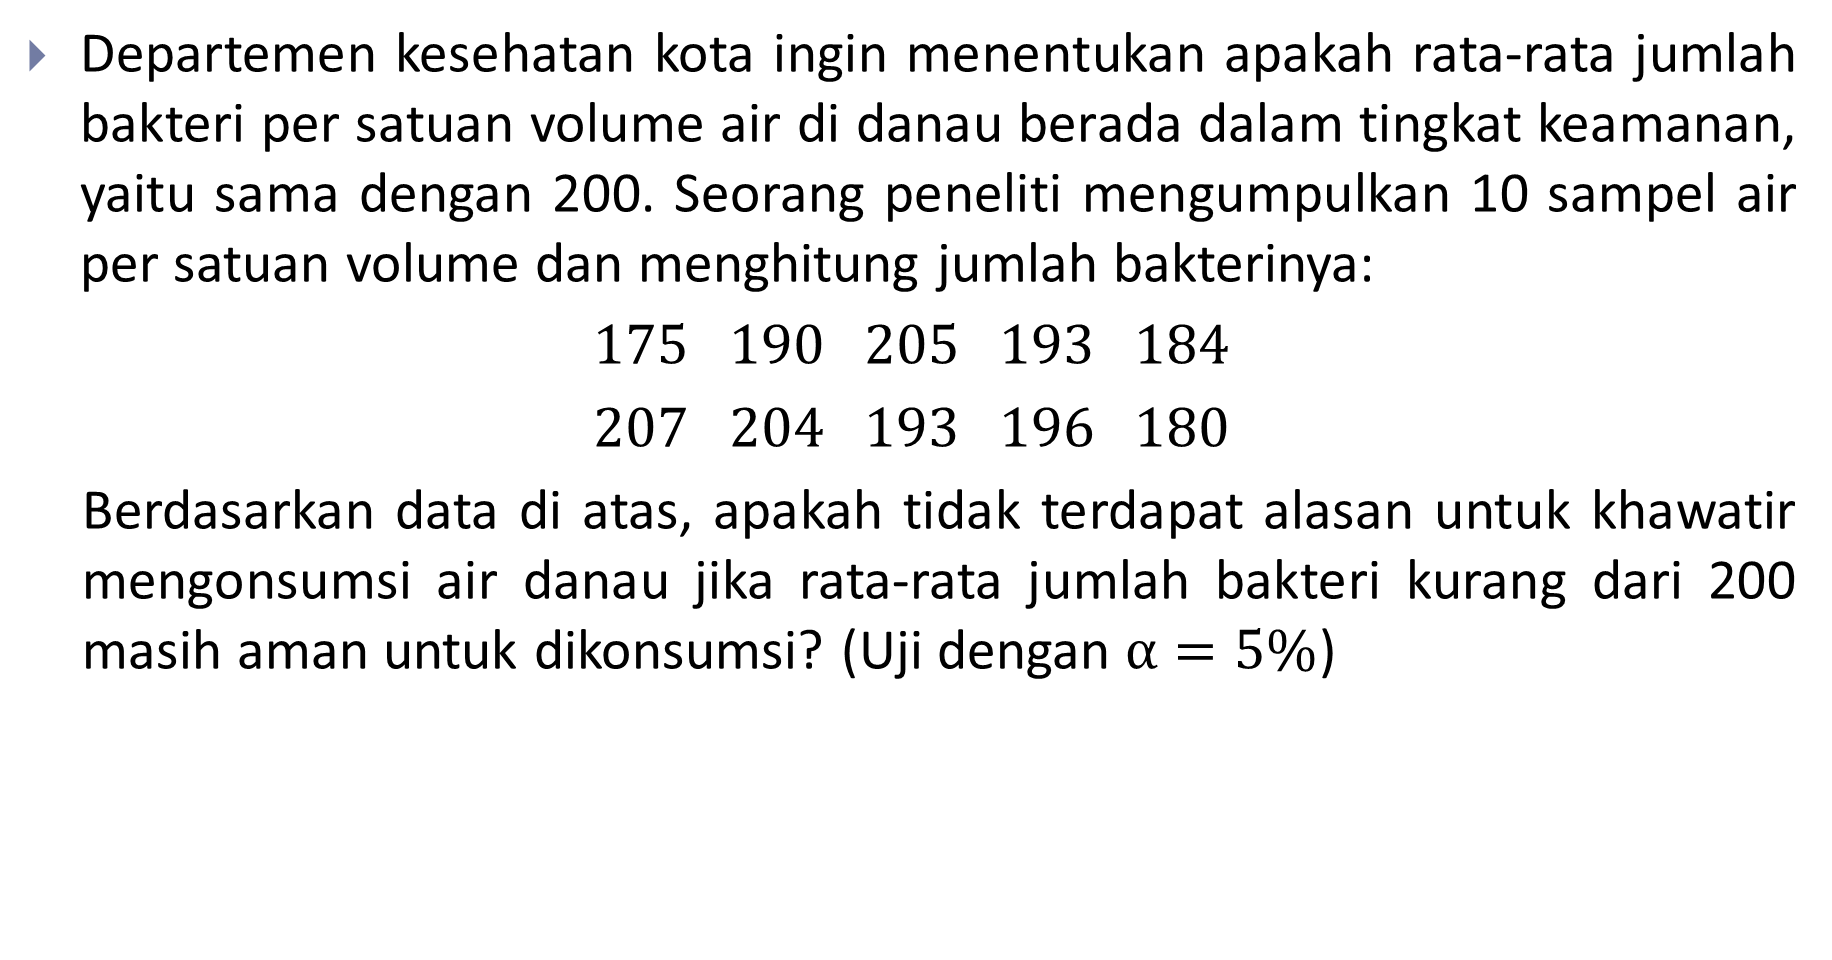 Departemen kesehatan kota ingin menentukan apakah rata-rata jumlah
bakteri per satuan volume air di danau berada dalam tingkat keamanan,
yaitu sama dengan 200. Seorang peneliti mengumpulkan 10 sampel air
per satuan volume dan menghitung jumlah bakterinya:
175 190 205 193 184
207 204 193 196 180
Berdasarkan data di atas, apakah tidak terdapat alasan untuk khawatir
mengonsumsi air danau jika rata-rata jumlah bakteri kurang dari 200
masih aman untuk dikonsumsi? (Uji dengan α = 5%)